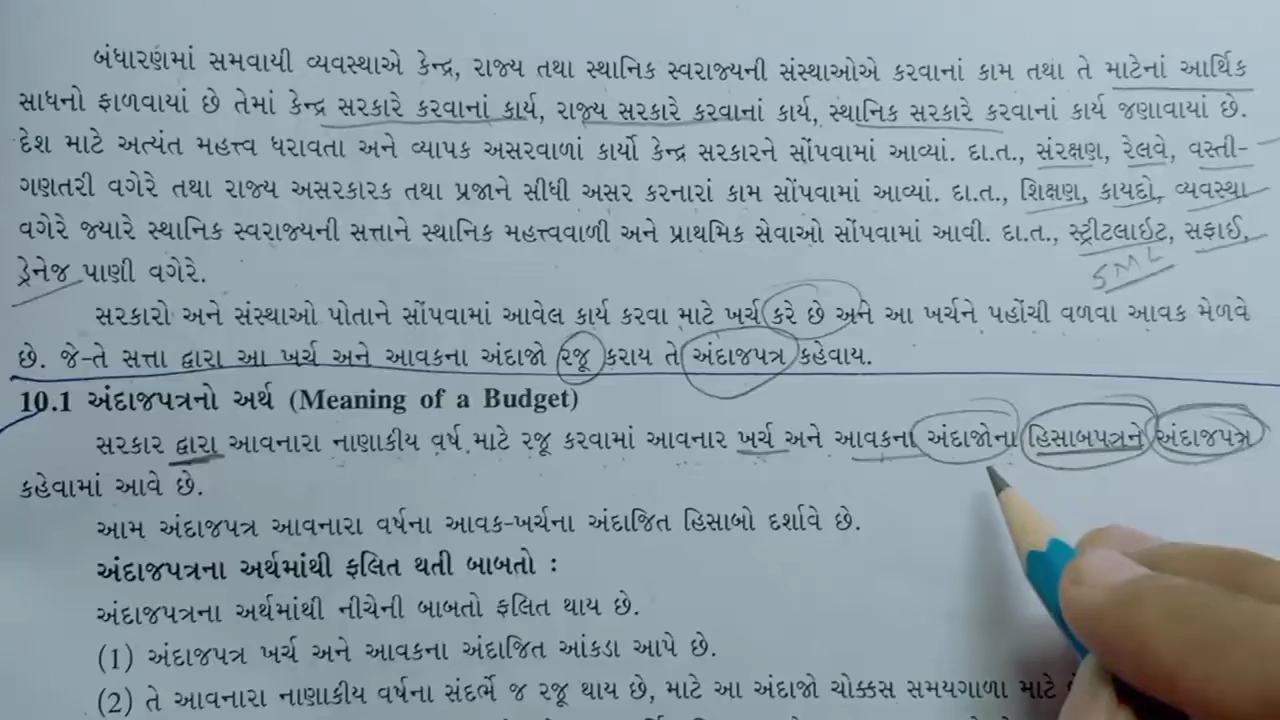 બંધારણમાં સમવાયી વ્યવસ્થાએ કેન્દ્ર, રાજ્ય તથા સ્થાનિક સ્વરાજ્યની સંસ્થાઓએ કરવાનાં કામ તથા તે માટેનાં આર્થિક
સાધનો ફાળવાયાં છે તેમાં કેન્દ્ર સરકારે કરવાનાં કાર્ય, રાજ્ય સરકારે કરવાનાં કાર્ય, સ્થાનિક સરકારે કરવાનાં કાર્ય જણાવાયાં છે.
દેશ માટે અત્યંત મહત્ત્વ ધરાવતા અને વ્યાપક અસરવાળાં કાર્યો કેન્દ્ર સરકારને સોંપવામાં આવ્યાં. દા.ત., સંરક્ષણ, રેલવે, વસ્તી-
ગણતરી વગેરે તથા રાજ્ય અસરકારક તથા પ્રજાને સીધી અસર કરનારાં કામ સોંપવામાં આવ્યાં. દા.ત., શિક્ષણ, કાયદો, વ્યવસ્થા
વગેરે જ્યારે સ્થાનિક સ્વરાજ્યની સત્તાને સ્થાનિક મહત્ત્વવાળી અને પ્રાથમિક સેવાઓ સોંપવામાં આવી. દા.ત., સ્ટ્રીટલાઇટ, સફાઈ,
ડ્રેનેજ પાણી વગેરે.
SML
સરકારો અને સંસ્થાઓ પોતાને સોંપવામાં આવેલ કાર્ય કરવા માટે ખર્ચ કરે છે અને આ ખર્ચને પહોંચી વળવા આવક મેળવે
છે. જે-તે સત્તા દ્વારા આ ખર્ચ અને આવકના અંદાજો રજૂ કરાય તે અંદાજપત્ર કહેવાય.
10.1 અંદાજપત્રનો અર્થ (Meaning of a Budget)
સરકાર દ્વારા આવનારા નાણાકીય વર્ષ માટે રજૂ કરવામાં આવનાર ખર્ચ અને આવકના અંદાજોના હિસાબપત્રને અંદાજપત્ર
કહેવામાં આવે છે.
આમ અંદાજપત્ર આવનારા વર્ષના આવક-ખર્ચના અંદાજિત હિસાબો દર્શાવે છે.
અંદાજપત્રના અર્થમાંથી ફલિત થતી બાબતો :
અંદાજપત્રના અર્થમાંથી નીચેની બાબતો ફલિત થાય છે.
(1) અંદાજપત્ર ખર્ચ અને આવકના અંદાજિત આંકડા આપે છે.
(2) તે આવનારા નાણાકીય વર્ષના સંદર્ભે જ રજૂ થાય છે, માટે આ અંદાજો ચોક્કસ સમયગાળા માટે